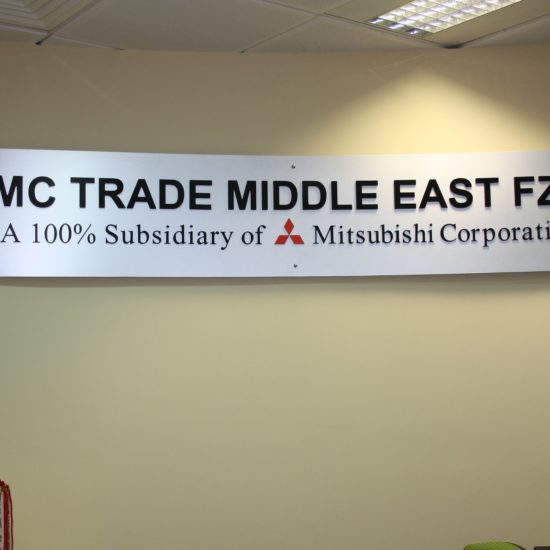 MC TRADE MIDDLE EAST FZ
A 100% Subsidiary of Mitsubishi Corporati